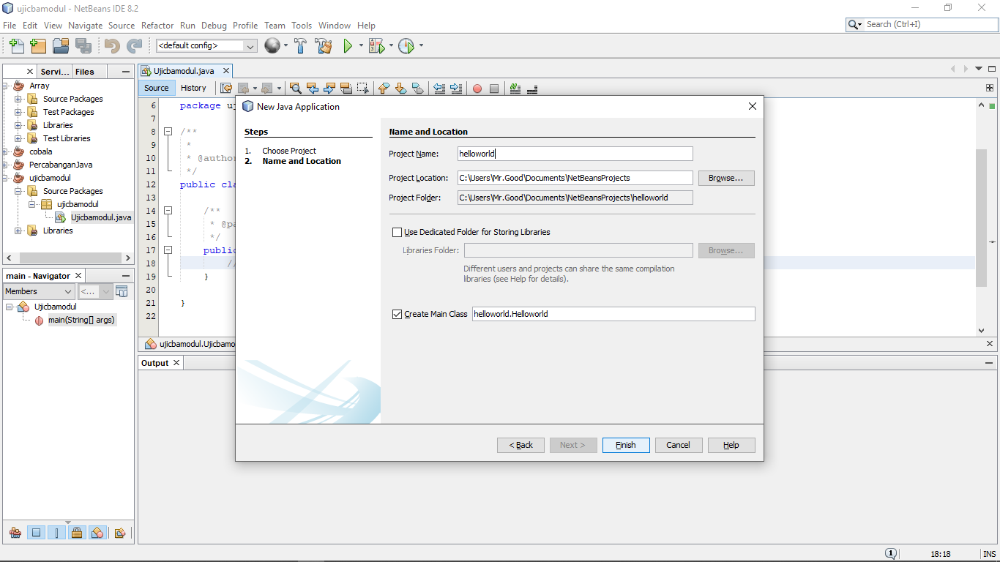 ujicbamodul - NetBeans IDE 8.2
File Edit View Navigate Source Refactor Run Debug Profile Team Tools Window Help
Search (Ctrl+I)
<default config>
Servi... Files
Array
Source Packages
Test Packages
Libraries
Test Libraries
cobala
PercabanganJava
ujicbamodul
Source Packages
ujicbamodul
Ujicbamodul.java
Libraries
main - Navigator
Members <...
Ujicbamodul
main(String[] args)
Ujicbamodul.java
Source History
6 package uj
7
8 /**
9 *
10 * @author
11 */
12 public cla
13
14 /**
15 * @pa
16 */
17 public
18 //
19 }
20
21 }
22
ujicbamodul.Ujicbamo
Output
New Java Application
Steps
1. Choose Project
2. Name and Location
Name and Location
Project Name: helloworld
Project Location: C:\Users\Mr.Good\Documents\NetBeansProjects Browse...
Project Folder: C:\Users\Mr.Good\Documents\NetBeansProjects\helloworld
Use Dedicated Folder for Storing Libraries
Libraries Folder: Browse...
Different users and projects can share the same compilation
libraries (see Help for details).
Create Main Class helloworld.Helloworld
< Back Next > Finish Cancel Help
1 18:18 INS